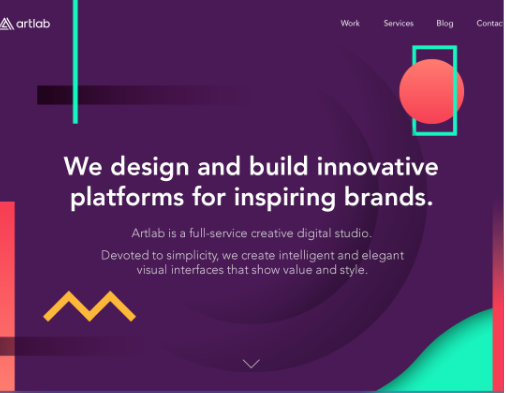 artlab
Work Services Blog Contac
We design and build innovative
platforms for inspiring brands.
Artlab is a full-service creative digital studio.
Devoted to simplicity, we create intelligent and elegant
visual interfaces that show value and style.